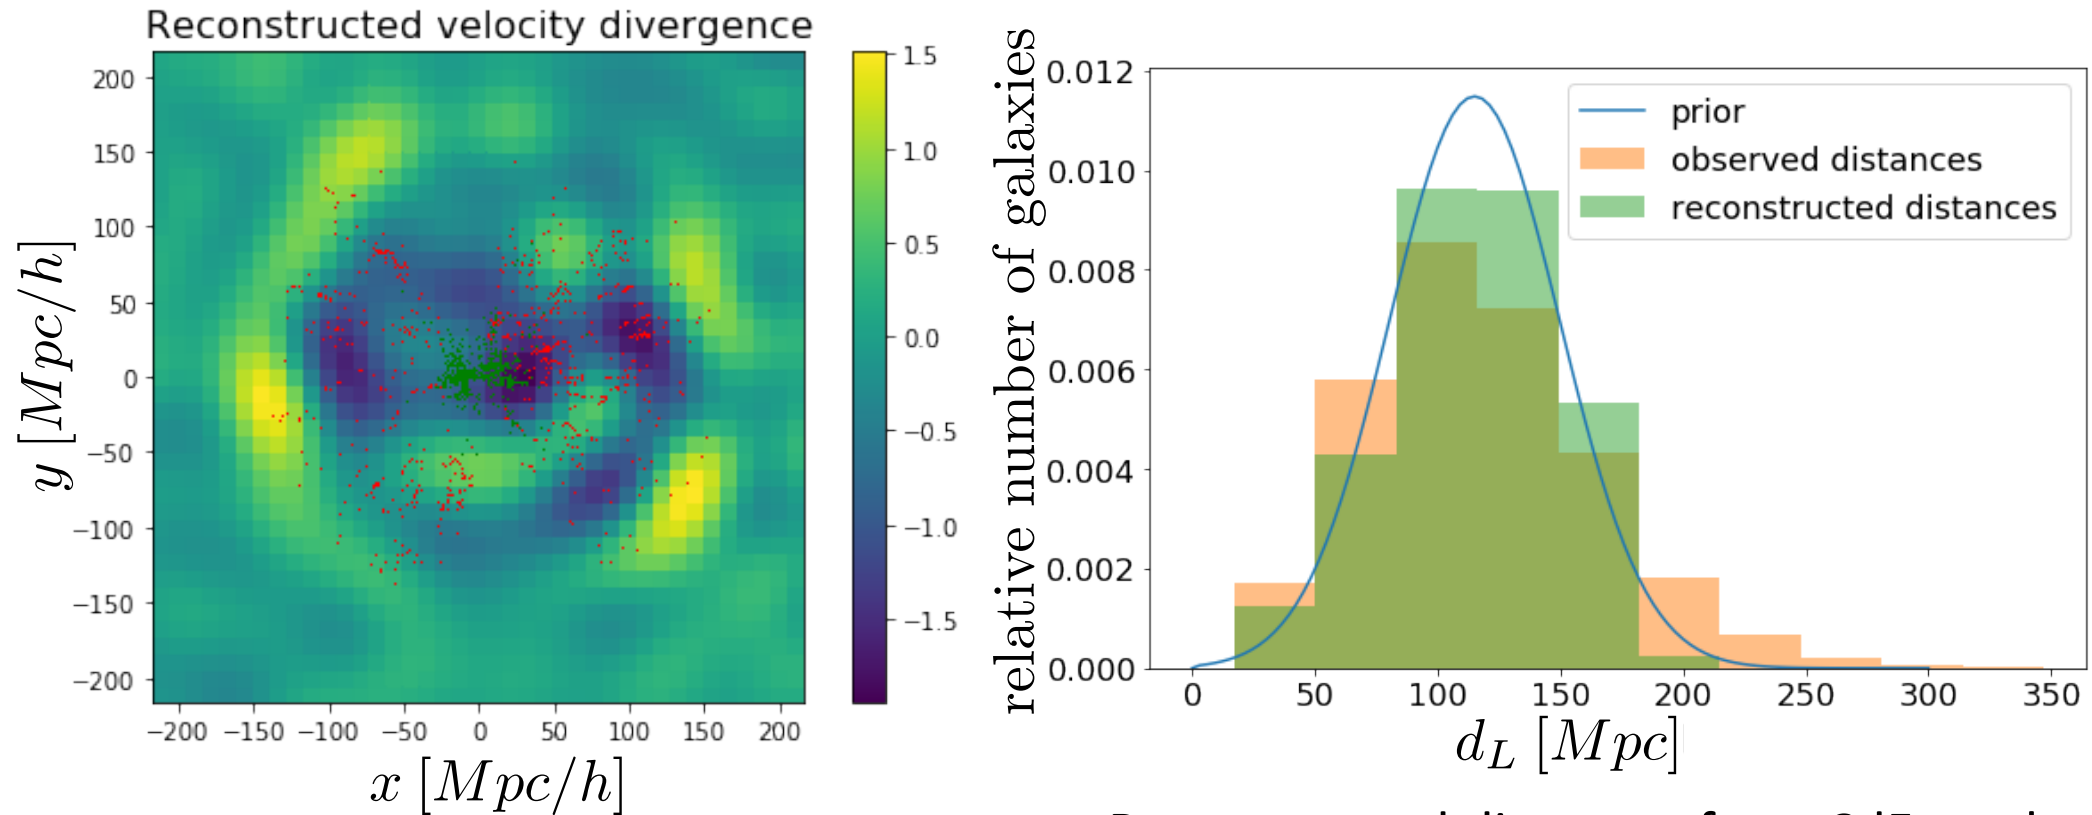 Reconstructed velocity divergence
200
150
100
50
0
−50
−100
−150
−200
y [Mpc/h]
−200 −150 −100 −50 0 50 100 150 200
x [Mpc/h]
1.5
1.0
0.5
0.0
−0.5
−1.0
−1.5
relative number of galaxies
0.012
0.010
0.008
0.006
0.004
0.002
0.000
prior
observed distances
reconstructed distances
0 50 100 150 200 250 300 350
d_L [Mpc]